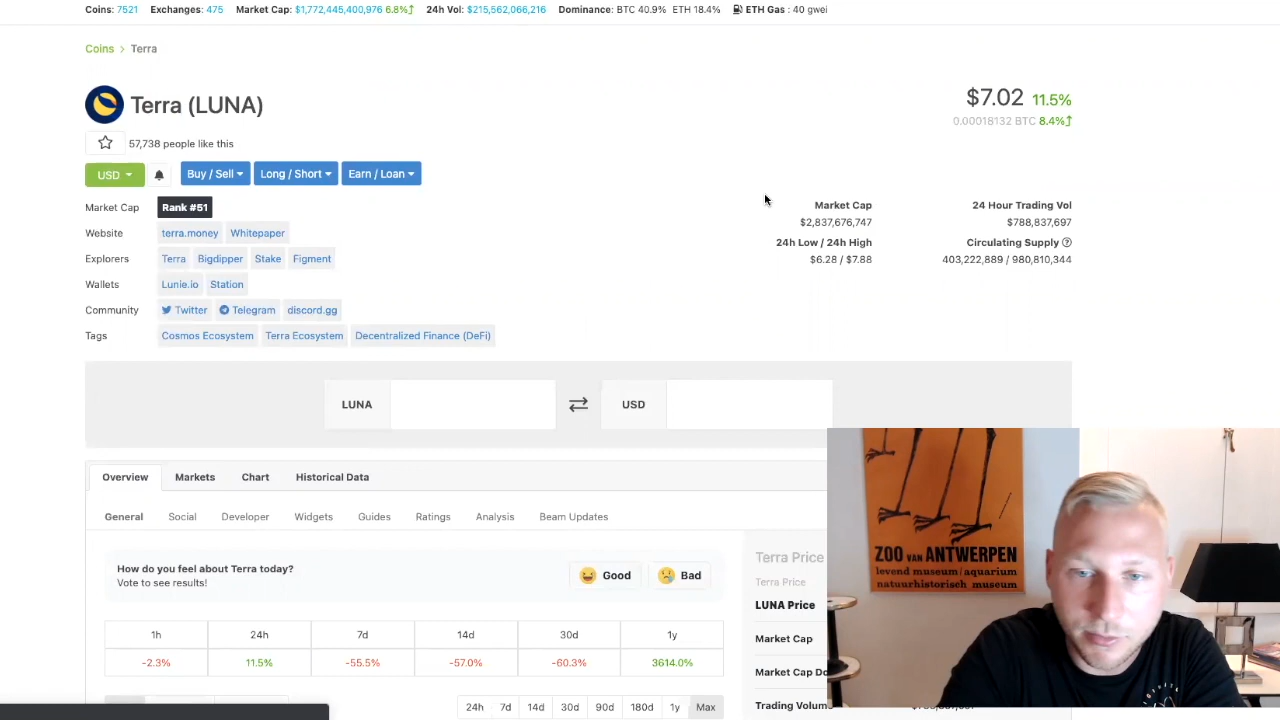 Coins: 7521 Exchanges: 475 Market Cap: $1,772,445,400,976 6.8% 24h Vol: $215,562,066,216 Dominance: BTC 40.9% ETH 18.4% ETH Gas : 40 gwei
Coins > Terra
Terra (LUNA)
$7.02 11.5%
0.00018132 BTC 8.4%
57,738 people like this
USD Buy / Sell Long / Short Earn / Loan
Market Cap Rank #51
Website terra.money Whitepaper
Explorers Terra Bigdipper Stake Figment
Wallets Lunie.io Station
Community Twitter Telegram discord.gg
Tags Cosmos Ecosystem Terra Ecosystem Decentralized Finance (DeFi)
Market Cap 24 Hour Trading Vol
$2,837,676,747 $788,837,697
24h Low / 24h High Circulating Supply
$6.28 / $7.88 403,222,889 / 980,810,344
LUNA USD
Overview Markets Chart Historical Data
General Social Developer Widgets Guides Ratings Analysis Beam Updates
How do you feel about Terra today?
Vote to see results!
Good Bad
1h 24h 7d 14d 30d 1y
-2.3% 11.5% -55.5% -57.0% -60.3% 3614.0%
24h 7d 14d 30d 90d 180d 1y Max
Terra Price
Terra Price
LUNA Price
Market Cap
Market Cap Do
Trading Volume
ZOO VAN ANTWERPEN
levend museum/aquarium
natuurhistorisch museum